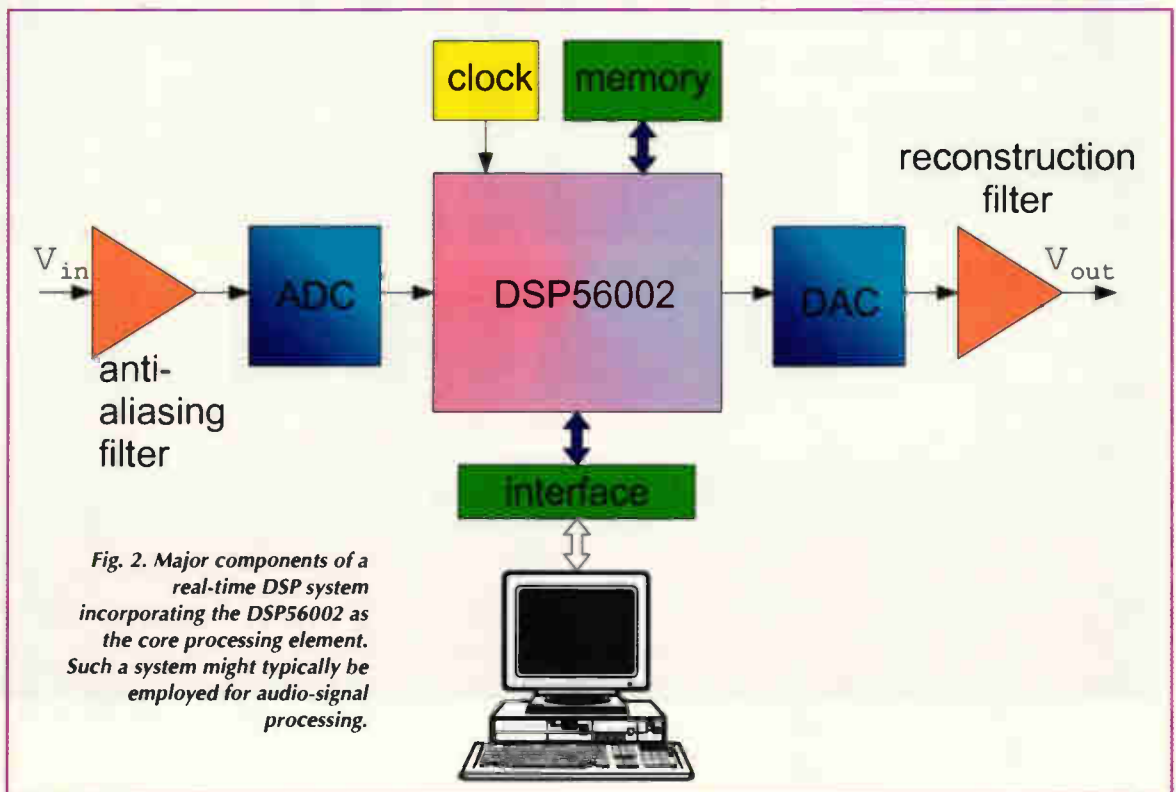 clock
memory
reconstruction
filter
V in
ADC
DSP56002
DAC
V out
anti-
aliasing
filter
interface
Fig. 2. Major components of a
real-time DSP system
incorporating the DSP56002 as
the core processing element.
Such a system might typically be
employed for audio-signal
processing.